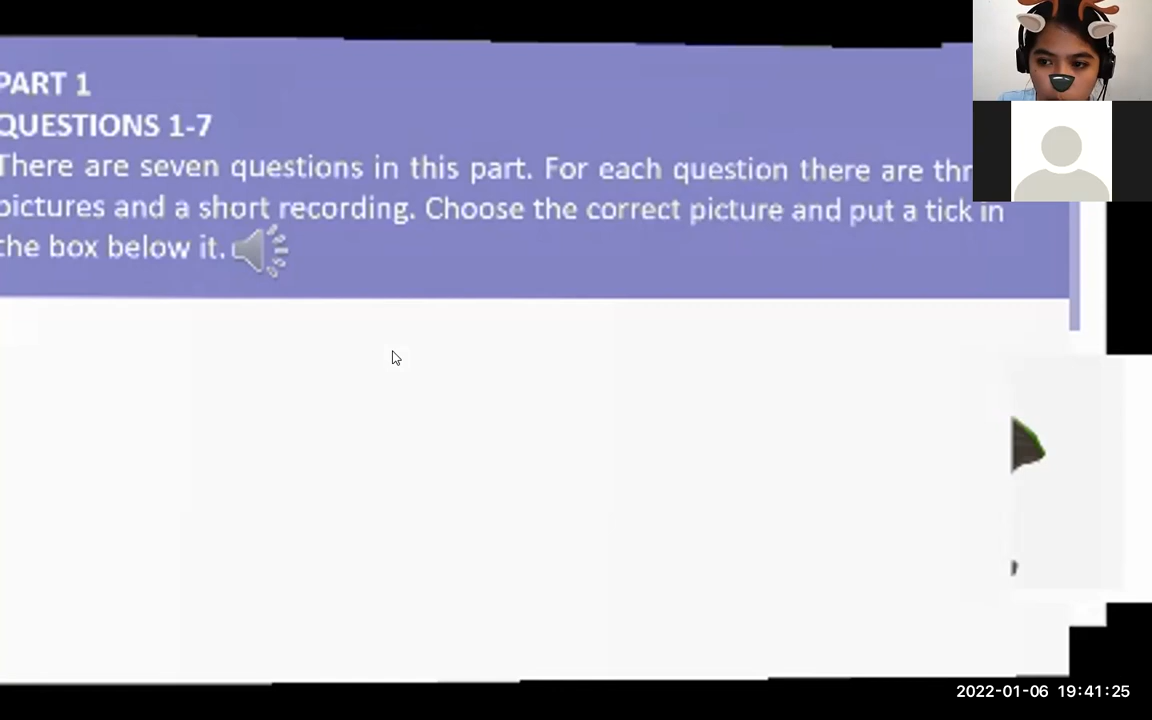 PART 1
QUESTIONS 1-7
There are seven questions in this part. For each question there are
pictures and a short recording. Choose the correct picture and put a tick in
the box below it.
2022-01-06 19:41:25